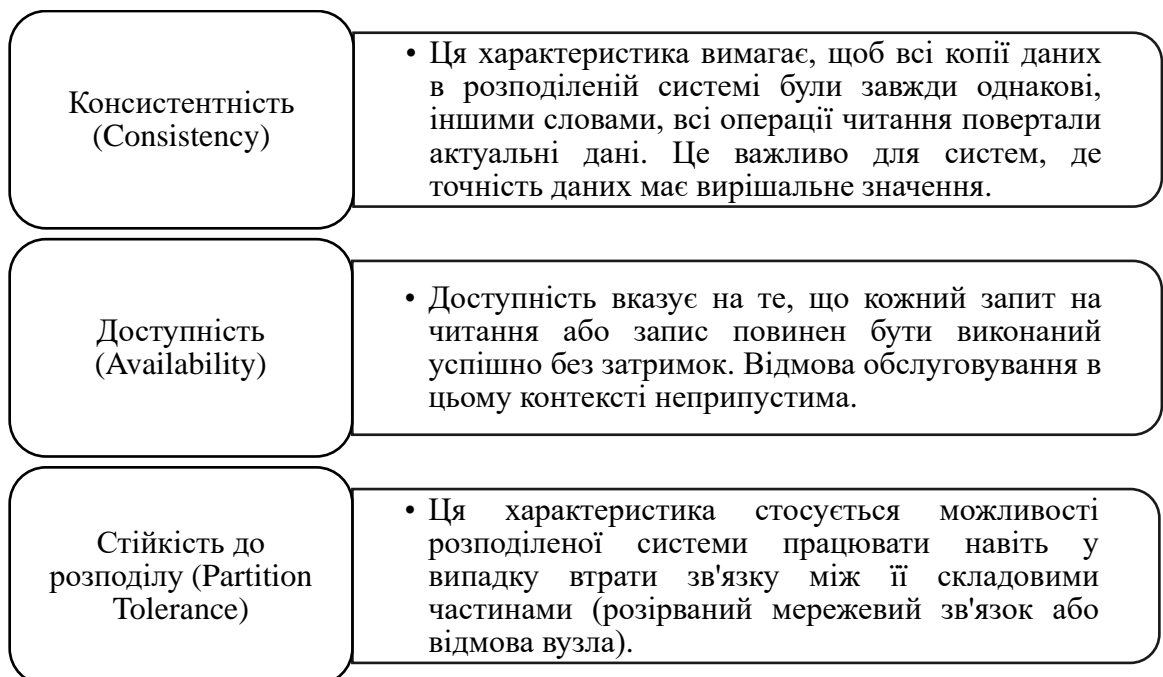 Консистентність
(Consistency)
• Ця характеристика вимагає, щоб всі копії даних
в розподіленій системі були завжди однакові,
іншими словами, всі операції читання повертали
актуальні дані. Це важливо для систем, де
точність даних має вирішальне значення.
Доступність
(Availability)
• Доступність вказує на те, що кожний запит на
читання або запис повинен бути виконаний
успішно без затримок. Відмова обслуговування в
цьому контексті неприпустима.
Стійкість до
розподілу (Partition
Tolerance)
• Ця характеристика стосується можливості
розподіленої системи працювати навіть у
випадку втрати зв'язку між її складовими
частинами (розірваний мережевий зв'язок або
відмова вузла).